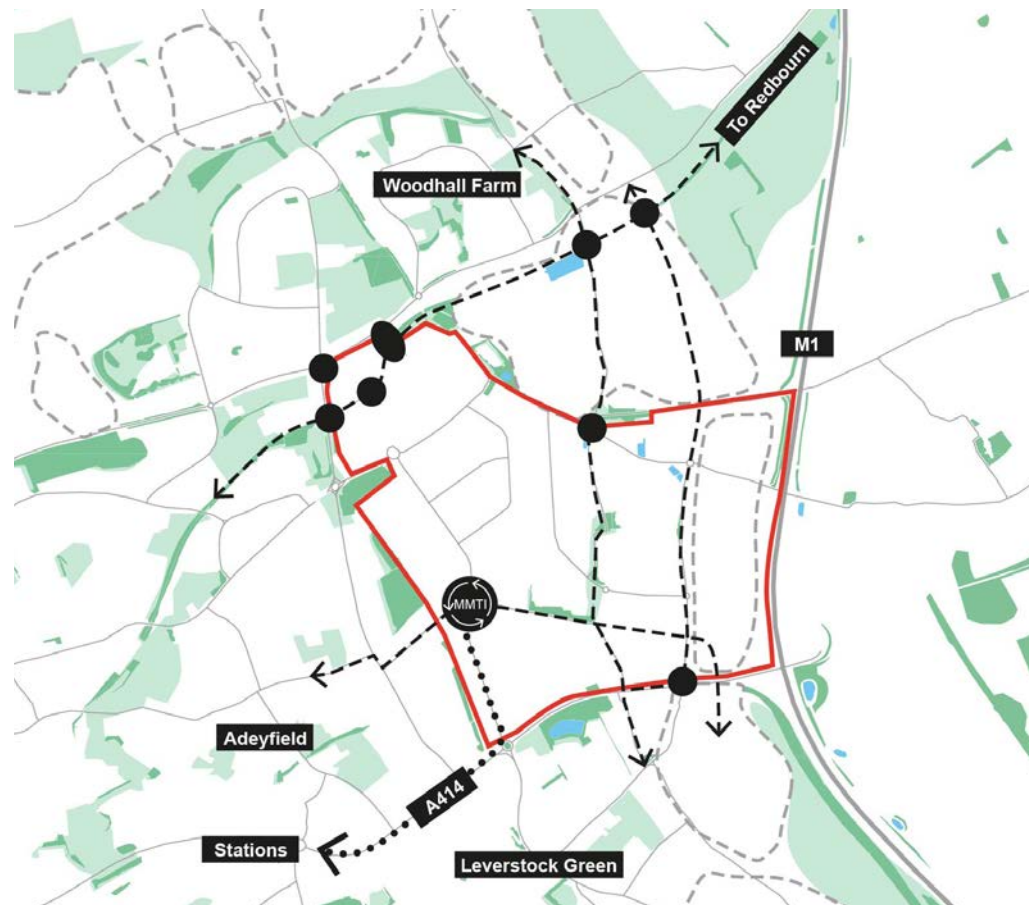 To Redbourn
Woodhall Farm
M1
MMTI
Adeyfield
A414
Stations
Leverstock Green